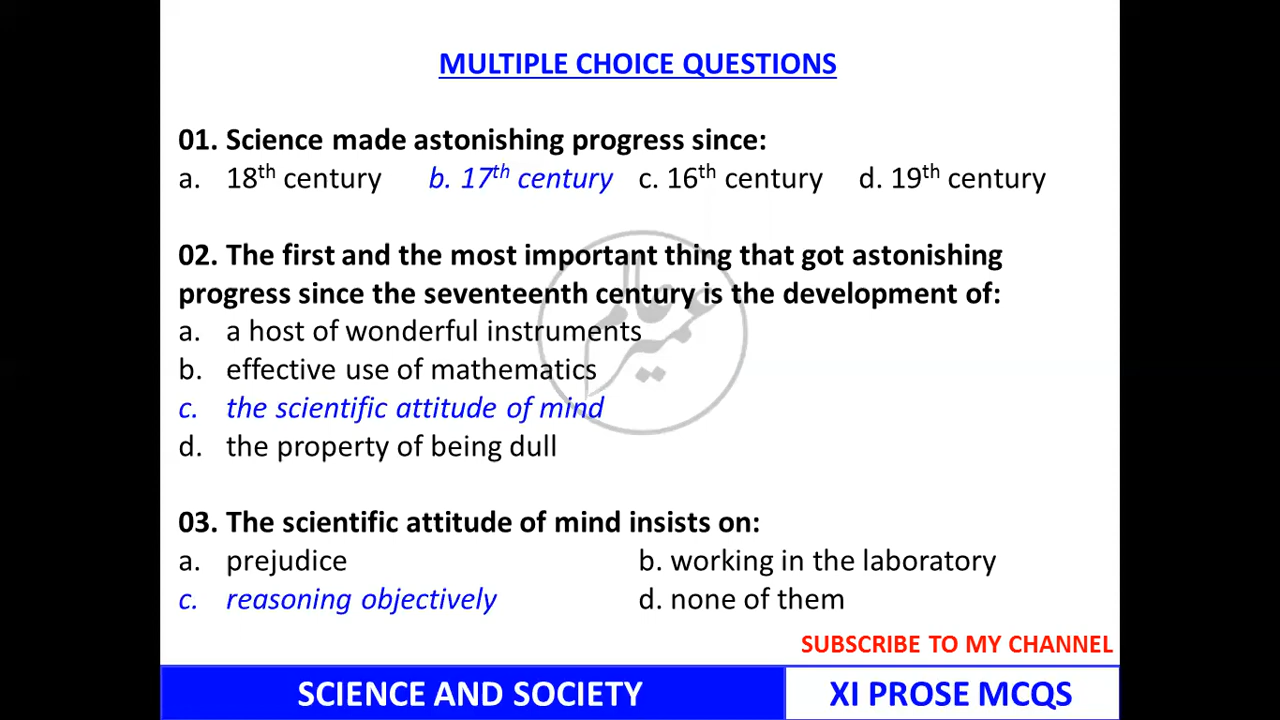 MULTIPLE CHOICE QUESTIONS
01. Science made astonishing progress since:
a. 18th century b. 17th century c. 16th century d. 19th century
02. The first and the most important thing that got astonishing
progress since the seventeenth century is the development of:
a. a host of wonderful instruments
b. effective use of mathematics
c. the scientific attitude of mind
d. the property of being dull
03. The scientific attitude of mind insists on:
a. prejudice b. working in the laboratory
c. reasoning objectively d. none of them
SUBSCRIBE TO MY CHANNEL
SCIENCE AND SOCIETY XI PROSE MCQS